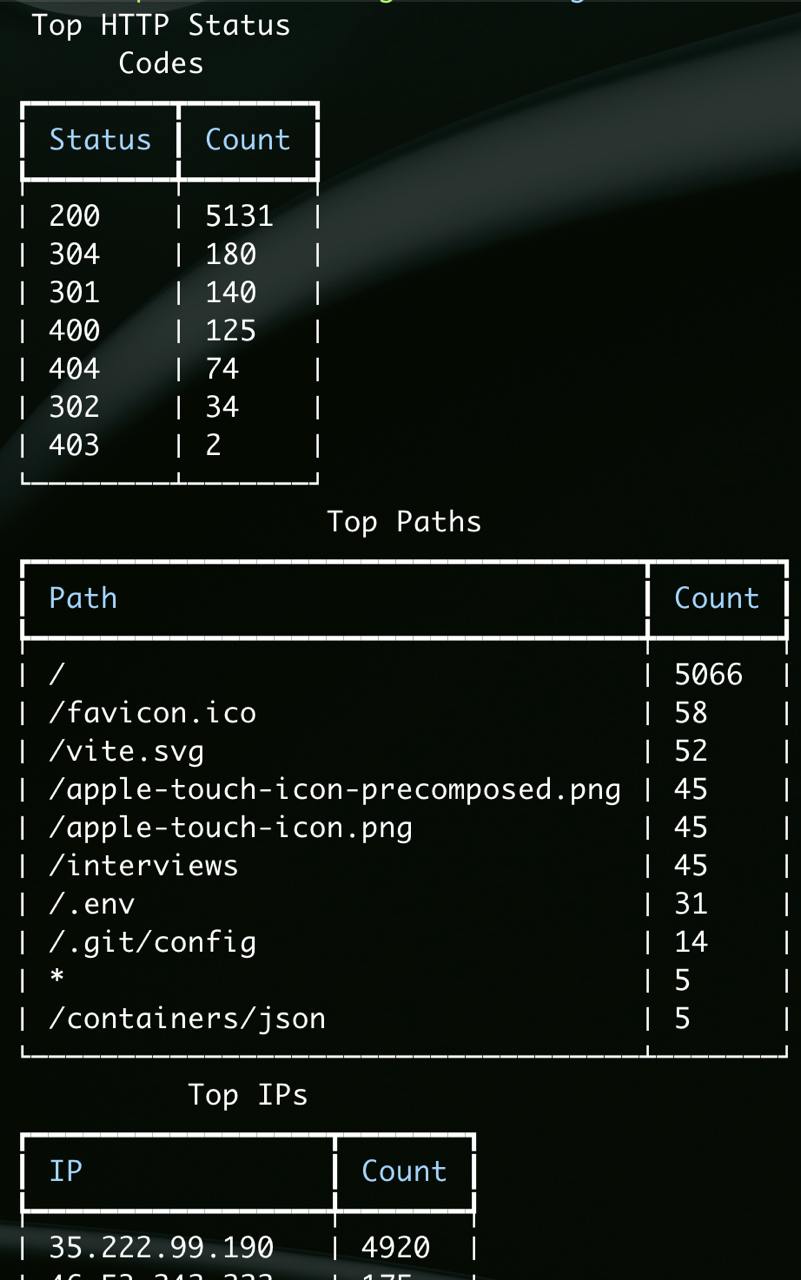 Top HTTP Status
Codes
Status Count
200 5131
304 180
301 140
400 125
404 74
302 34
403 2
Top Paths
Path Count
/ 5066
/favicon.ico 58
/vite.svg 52
/apple-touch-icon-precomposed.png 45
/apple-touch-icon.png 45
/interviews 45
/.env 31
/.git/config 14
* 5
/containers/json 5
Top IPs
IP Count
35.222.99.190 4920